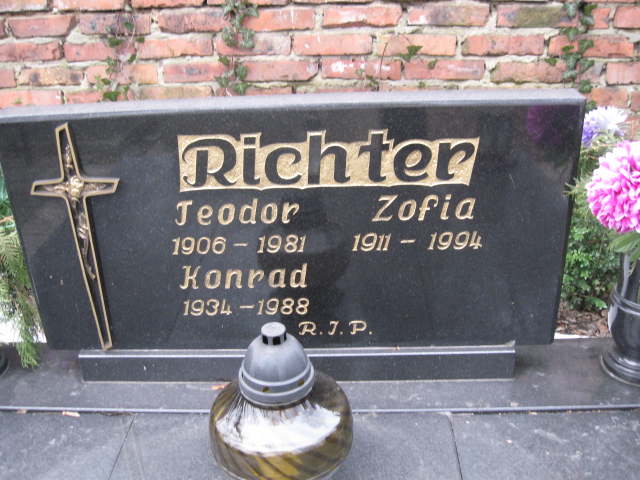 Richter
Teodor Zofia
1906 - 1981 1911 - 1994
Konrad
1934 - 1988
R.I.P.